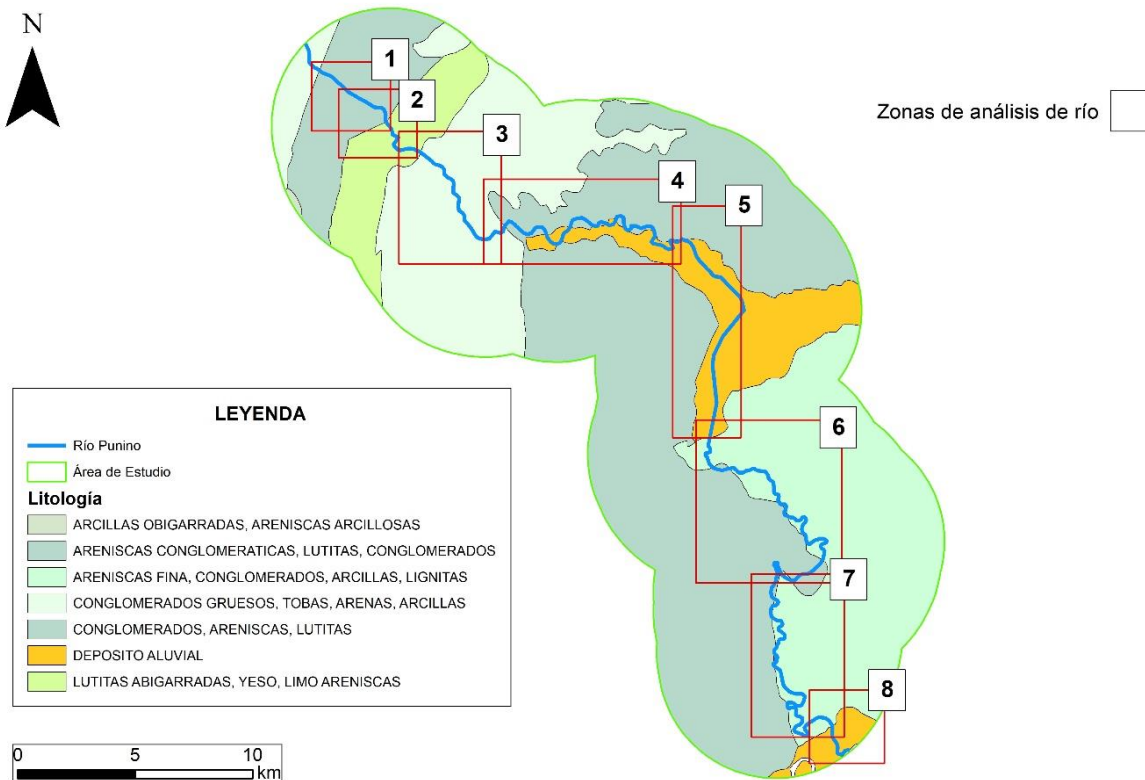 N
1
2
3
4
5
6
7
8
Zonas de análisis de río
LEYENDA
Río Punino
Área de Estudio
Litología
ARCILLAS OBIGARRADAS, ARENISCAS ARCILLOSAS
ARENISCAS CONGLOMERATICAS, LUTITAS, CONGLOMERADOS
ARENISCAS FINA, CONGLOMERADOS, ARCILLAS, LIGNITAS
CONGLOMERADOS GRUESOS, TOBAS, ARENAS, ARCILLAS
CONGLOMERADOS, ARENISCAS, LUTITAS
DEPOSITO ALUVIAL
LUTITAS ABIGARRADAS, YESO, LIMO ARENISCAS
0 5 10
km